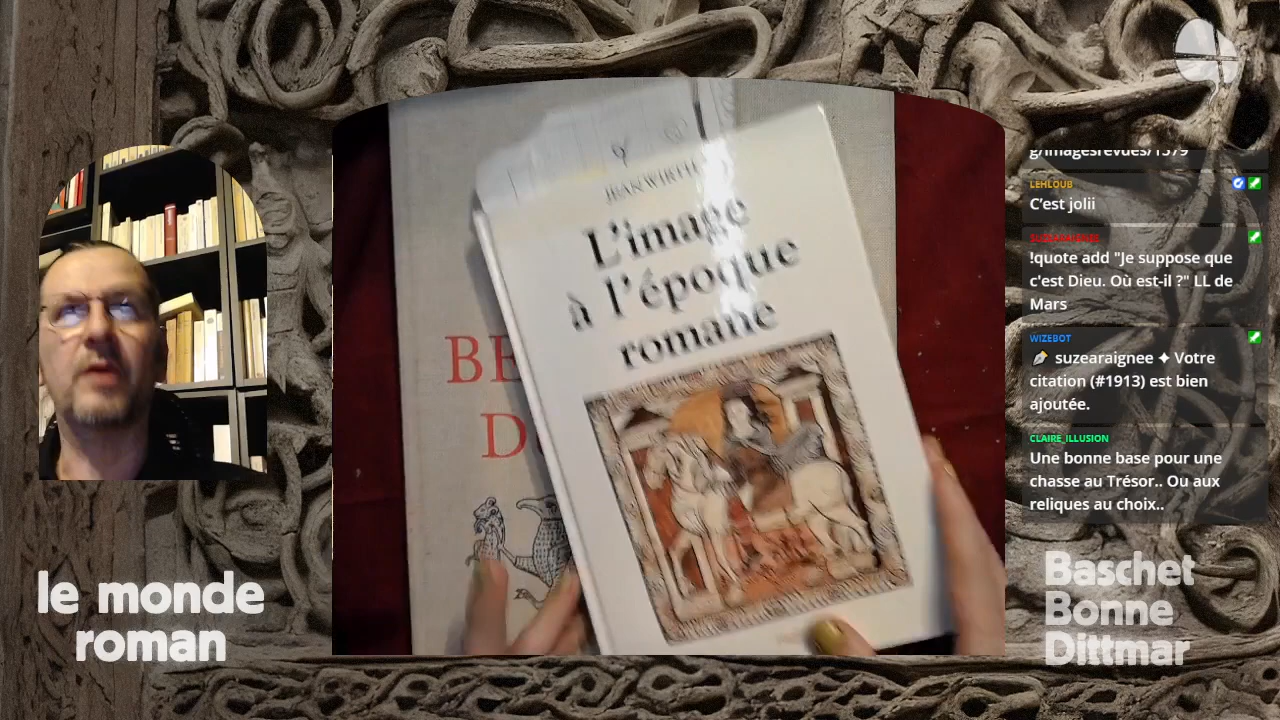 JEAN WIRTH
L'image
à l'époque
romane
BE
D
le monde
roman
g/imagesrevues/1579
LEHLOUB
C'est jolii
!quote add "Je suppose que
c'est Dieu. Où est-il ?" LL de
Mars
WIZEBOT
suzearaignee ✦ Votre
citation (#1913) est bien
ajoutée.
CLAIRE_ILLUSION
Une bonne base pour une
chasse au Trésor.. Ou aux
reliques au choix..
Baschet
Bonne
Dittmar